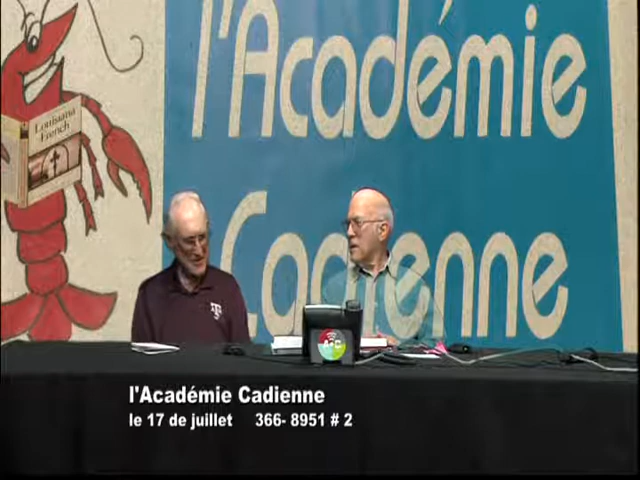 l'Académie
Cadienne
Louisiana
French
l'Académie Cadienne
le 17 de juillet 366- 8951 # 2